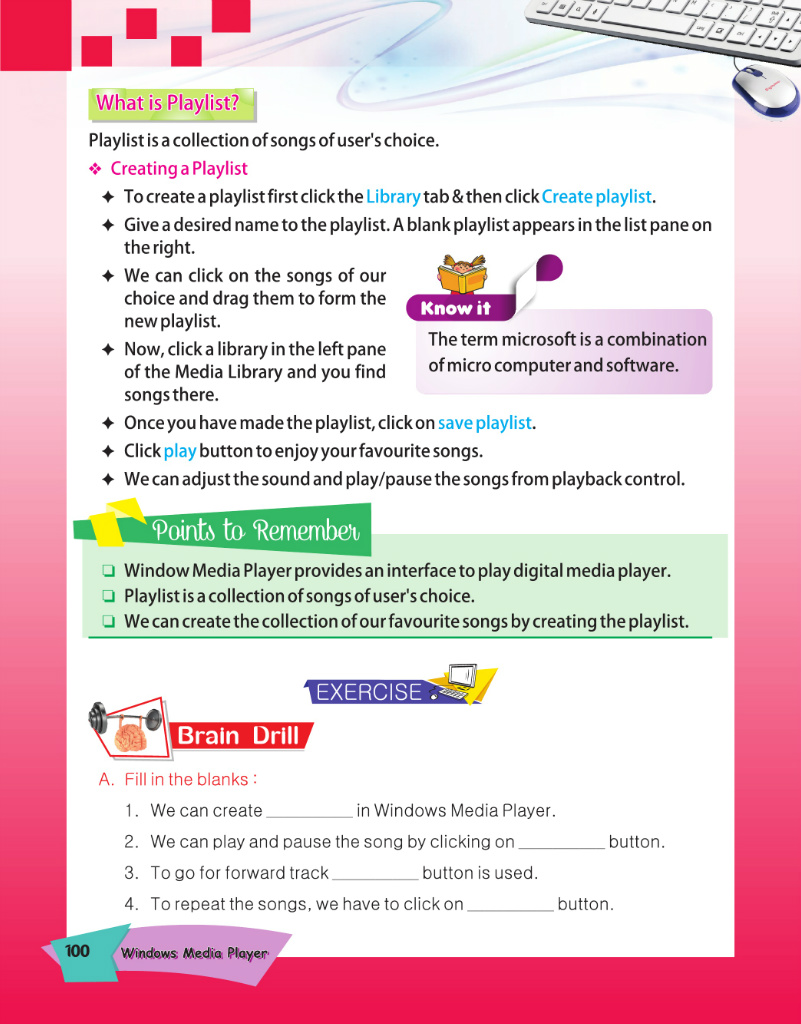 What is Playlist?
Playlist is a collection of songs of user's choice.
❖ Creating a Playlist
✦ To create a playlist first click the Library tab & then click Create playlist.
✦ Give a desired name to the playlist. A blank playlist appears in the list pane on
the right.
✦ We can click on the songs of our
choice and drag them to form the
new playlist.
✦ Now, click a library in the left pane
of the Media Library and you find
songs there.
Know it
The term microsoft is a combination
of micro computer and software.
✦ Once you have made the playlist, click on save playlist.
✦ Click play button to enjoy your favourite songs.
✦ We can adjust the sound and play/pause the songs from playback control.
Points to Remember
❑ Window Media Player provides an interface to play digital media player.
❑ Playlist is a collection of songs of user's choice.
❑ We can create the collection of our favourite songs by creating the playlist.
EXERCISE
Brain Drill
A. Fill in the blanks :
1. We can create __________ in Windows Media Player.
2. We can play and pause the song by clicking on __________ button.
3. To go for forward track __________ button is used.
4. To repeat the songs, we have to click on __________ button.
100 Windows Media Player